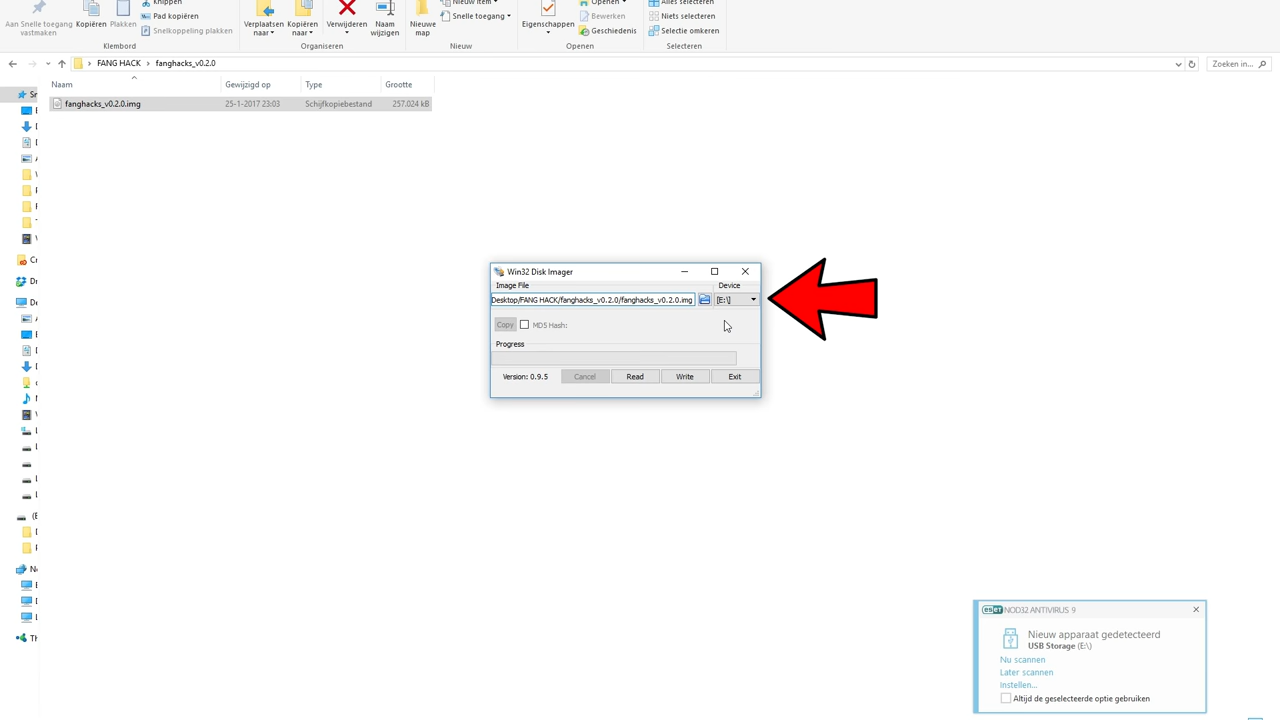 Knippen
Nieuw item
Openen
Alles selecteren
Aan Snelle toegang
vastmaken
Kopiëren
Plakken
Pad kopiëren
Snelkoppeling plakken
Verplaatsen
naar
Kopiëren
naar
Verwijderen
Naam
wijzigen
Nieuwe
map
Snelle toegang
Eigenschappen
Bewerken
Geschiedenis
Niets selecteren
Selectie omkeren
Klembord
Organiseren
Nieuw
Openen
Selecteren
FANG HACK > fanghacks_v0.2.0
Zoeken in...
Naam
Gewijzigd op
Type
Grootte
fanghacks_v0.2.0.img
25-1-2017 23:03
Schijfkopiebestand
257.024 kB
Win32 Disk Imager
Image File
Device
Desktop/FANG HACK/fanghacks_v0.2.0/fanghacks_v0.2.0.img
[E:\]
Copy
MD5 Hash:
Progress
Version: 0.9.5
Cancel
Read
Write
Exit
eset NOD32 ANTIVIRUS 9
Nieuw apparaat gedetecteerd
USB Storage (E:\)
Nu scannen
Later scannen
Instellen...
Altijd de geselecteerde optie gebruiken